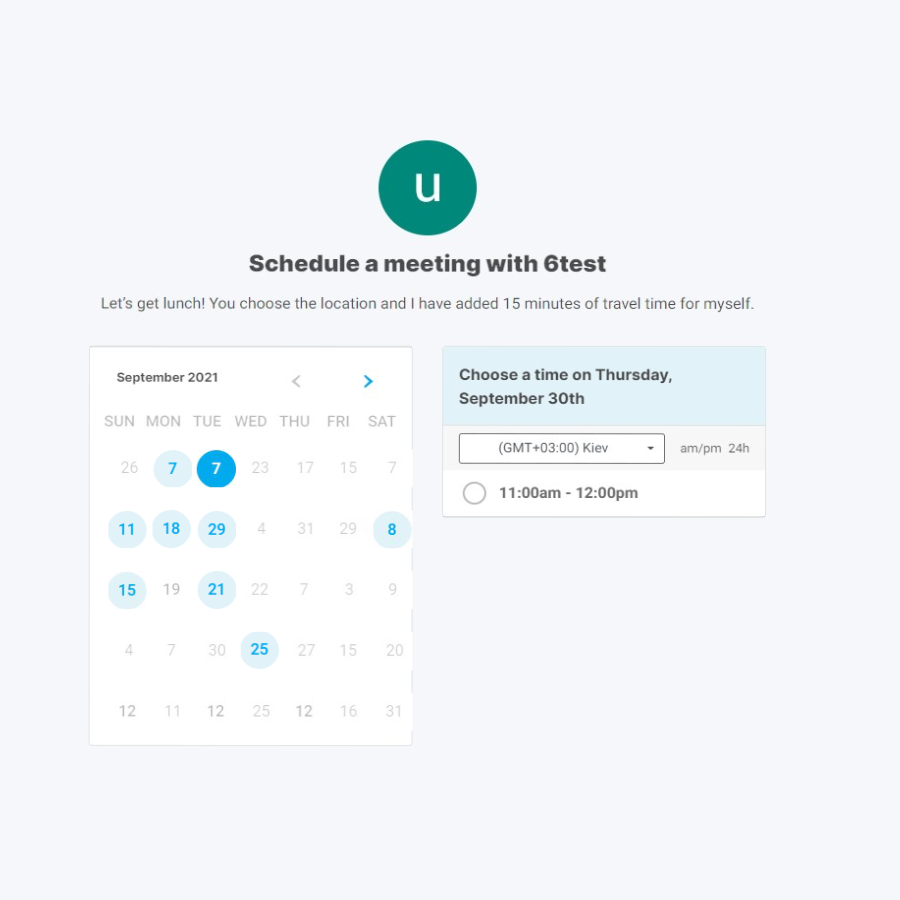 u
Schedule a meeting with 6test
Let's get lunch! You choose the location and I have added 15 minutes of travel time for myself.
September 2021
SUN MON TUE WED THU FRI SAT
26 7 7 23 17 15 7
11 18 29 4 31 29 8
15 19 21 22 7 3 9
4 7 30 25 27 15 20
12 11 12 25 12 16 31
Choose a time on Thursday,
September 30th
(GMT+03:00) Kiev am/pm 24h
11:00am - 12:00pm